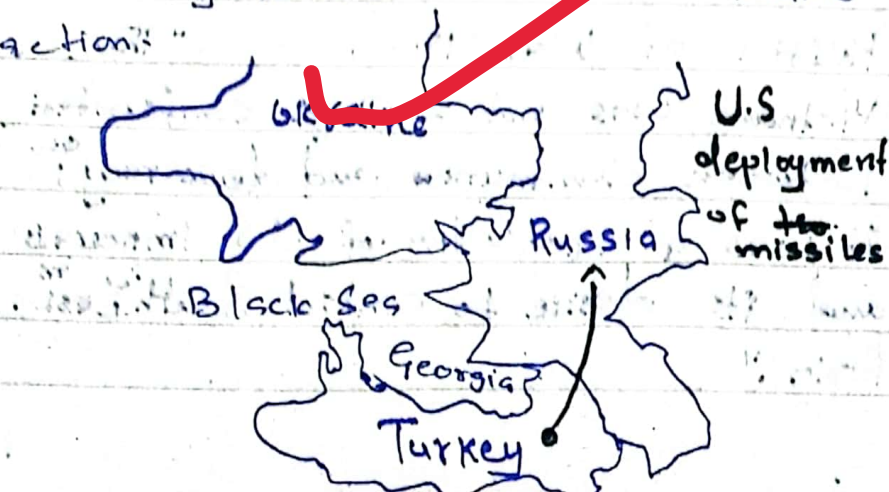 action."
Ukraine
U.S
deployment
of
missiles
Russia
Black Sea
Georgia
Turkey